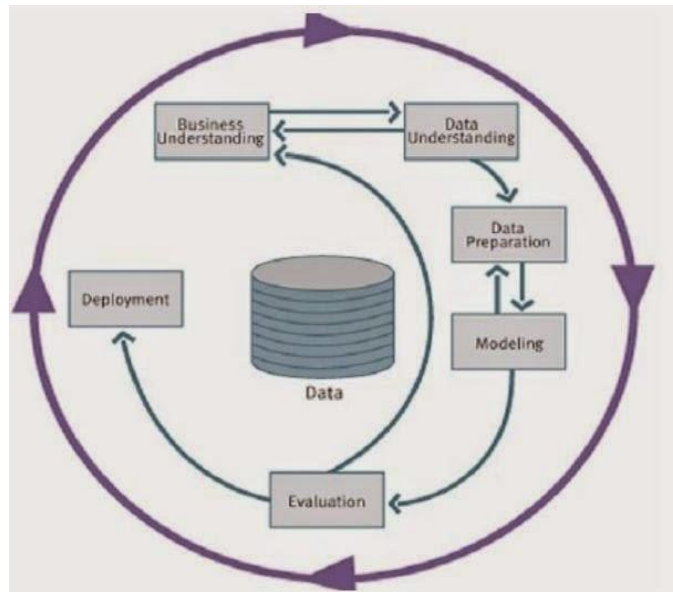 Business
Understanding
Data
Understanding
Data
Preparation
Deployment
Modeling
Data
Evaluation